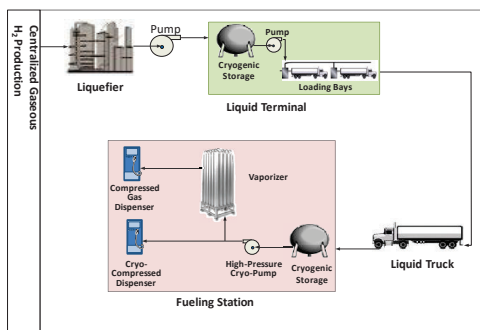 Centralized Gaseous
H₂ Production
Liquefier
Pump
Cryogenic
Storage
Pump
Loading Bays
Liquid Terminal
Compressed
Gas
Dispenser
Vaporizer
Cryo-
Compressed
Dispenser
High-Pressure
Cryo-Pump
Cryogenic
Storage
Fueling Station
Liquid Truck